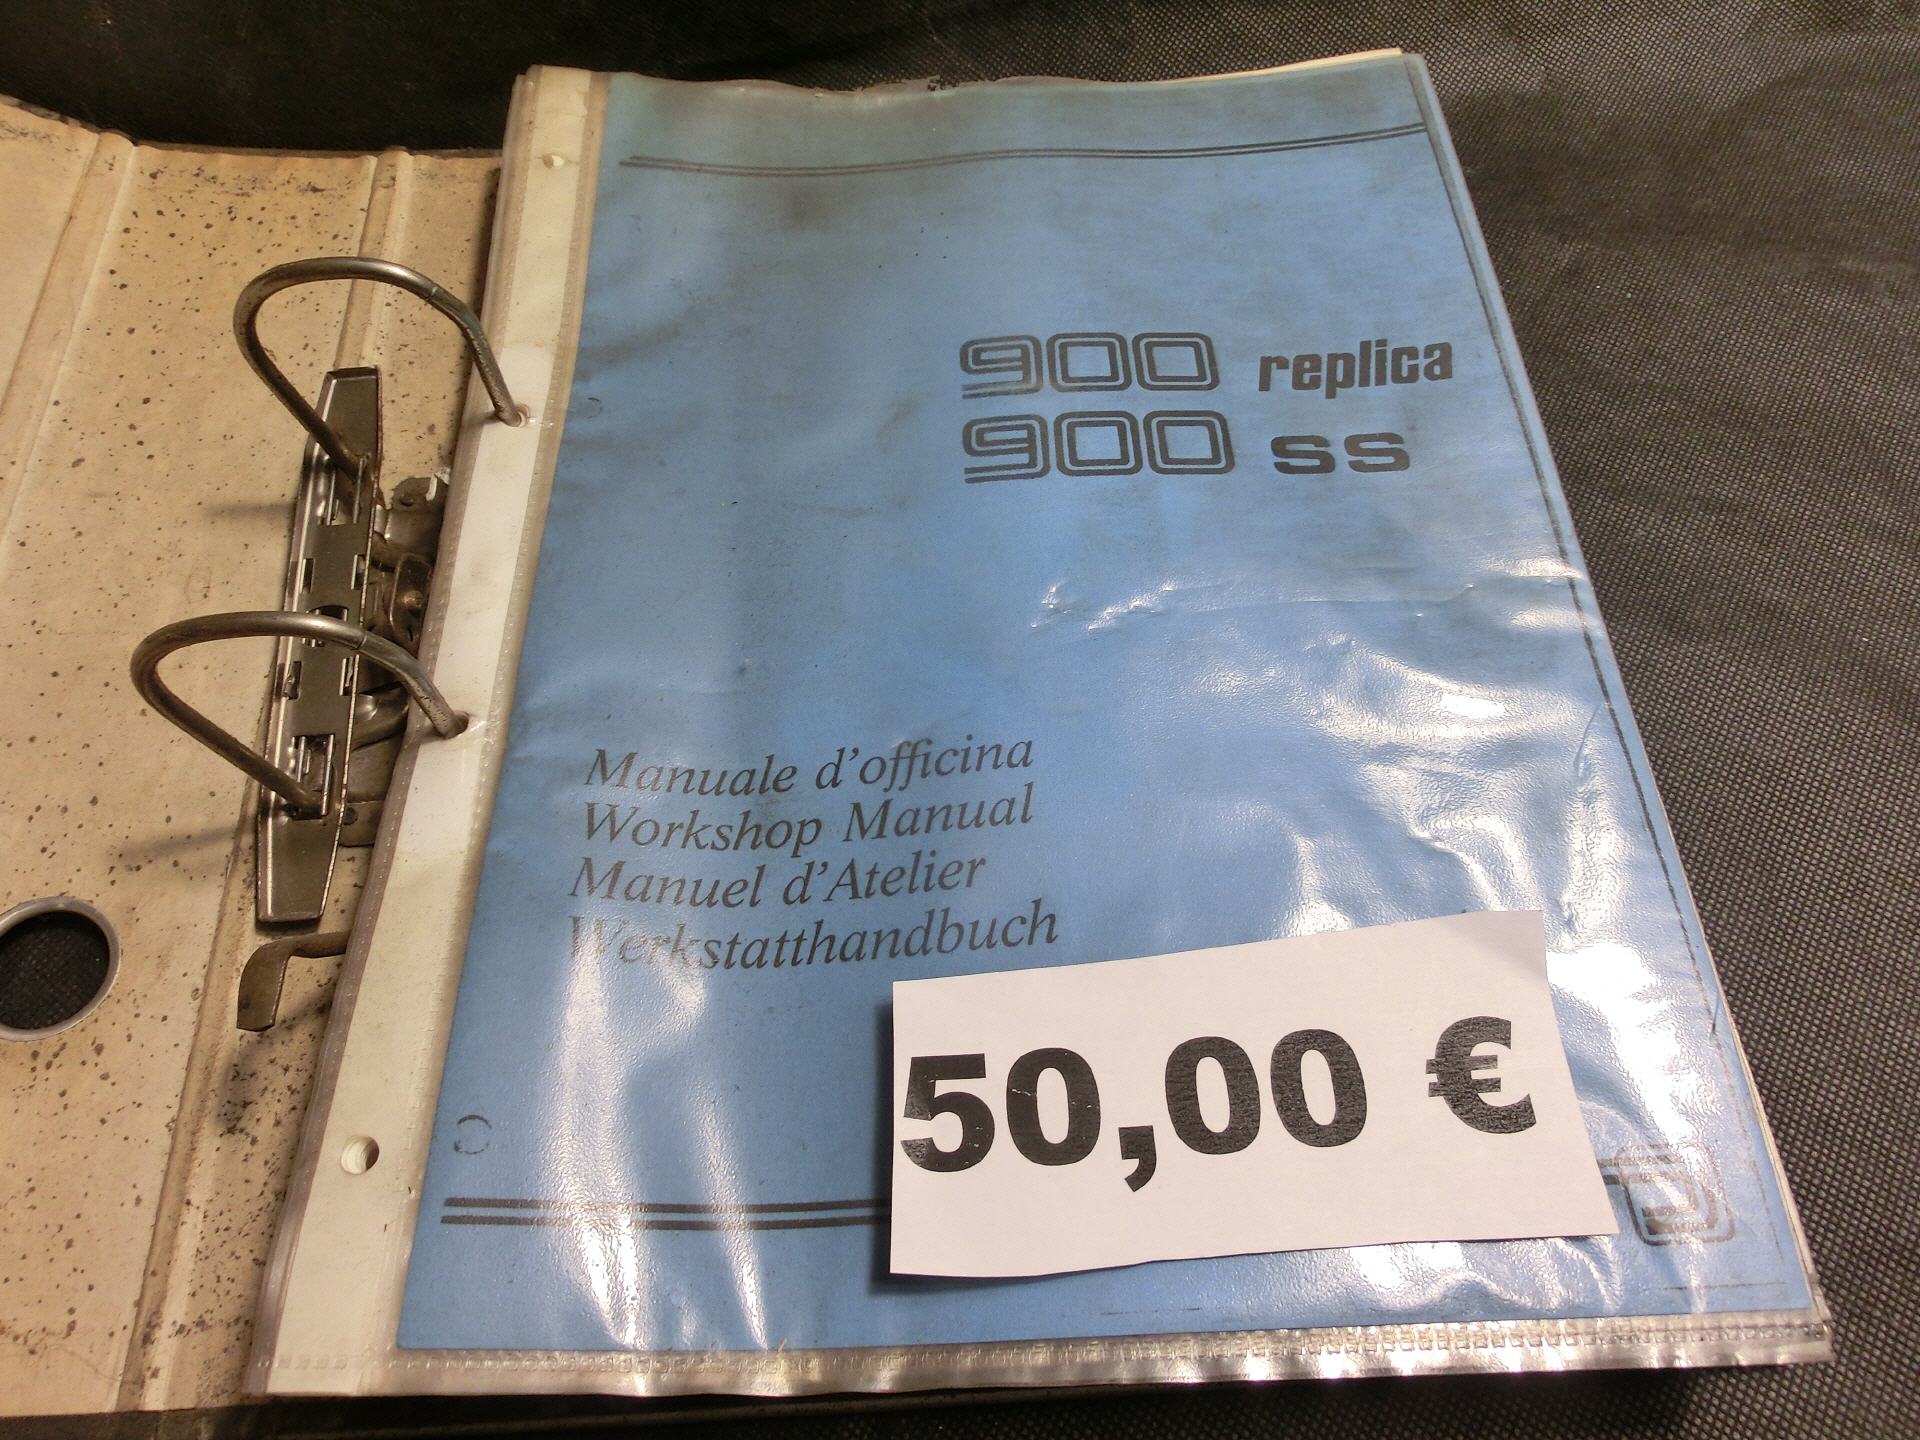 900 replica
900 ss
Manuale d'officina
Workshop Manual
Manuel d'Atelier
Werkstatthandbuch
50,00 €